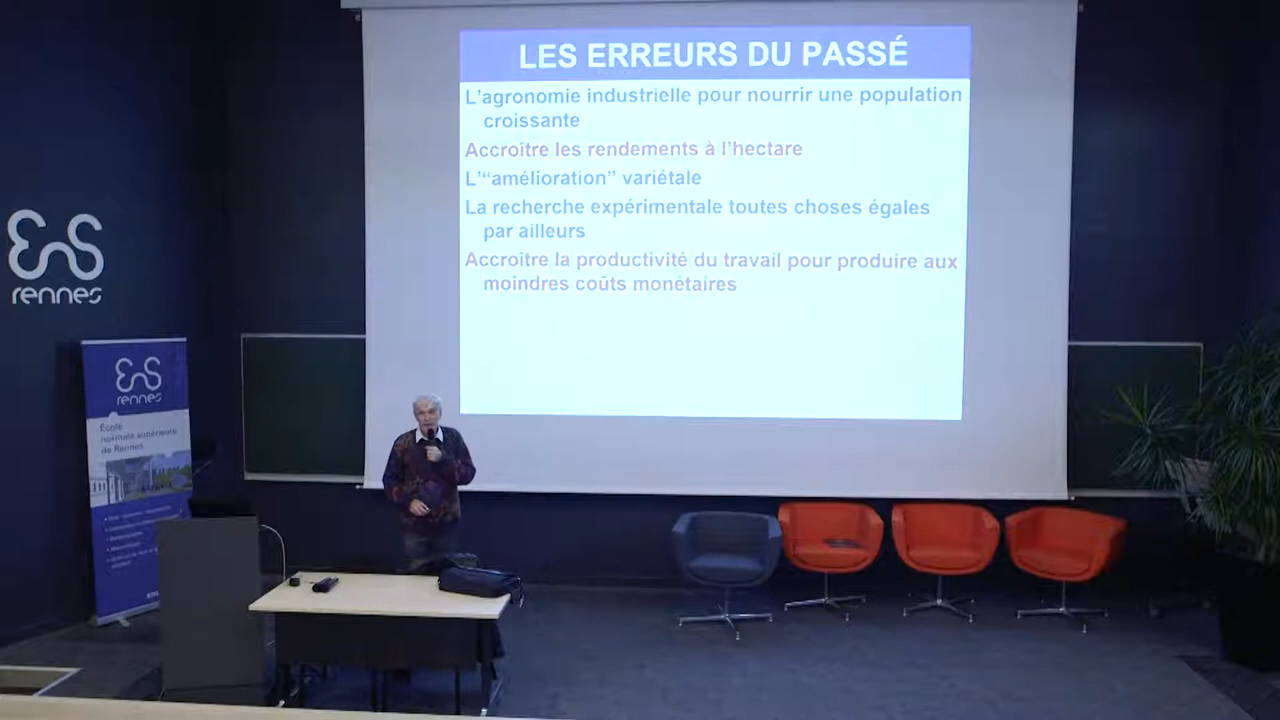 LES ERREURS DU PASSÉ
L'agronomie industrielle pour nourrir une population
croissante
Accroître les rendements à l'hectare
L'“amélioration” variétale
La recherche expérimentale toutes choses égales
par ailleurs
Accroître la productivité du travail pour produire aux
moindres coûts monétaires
ENS
rennes
ENS
rennes
École
normale supérieure
de Rennes